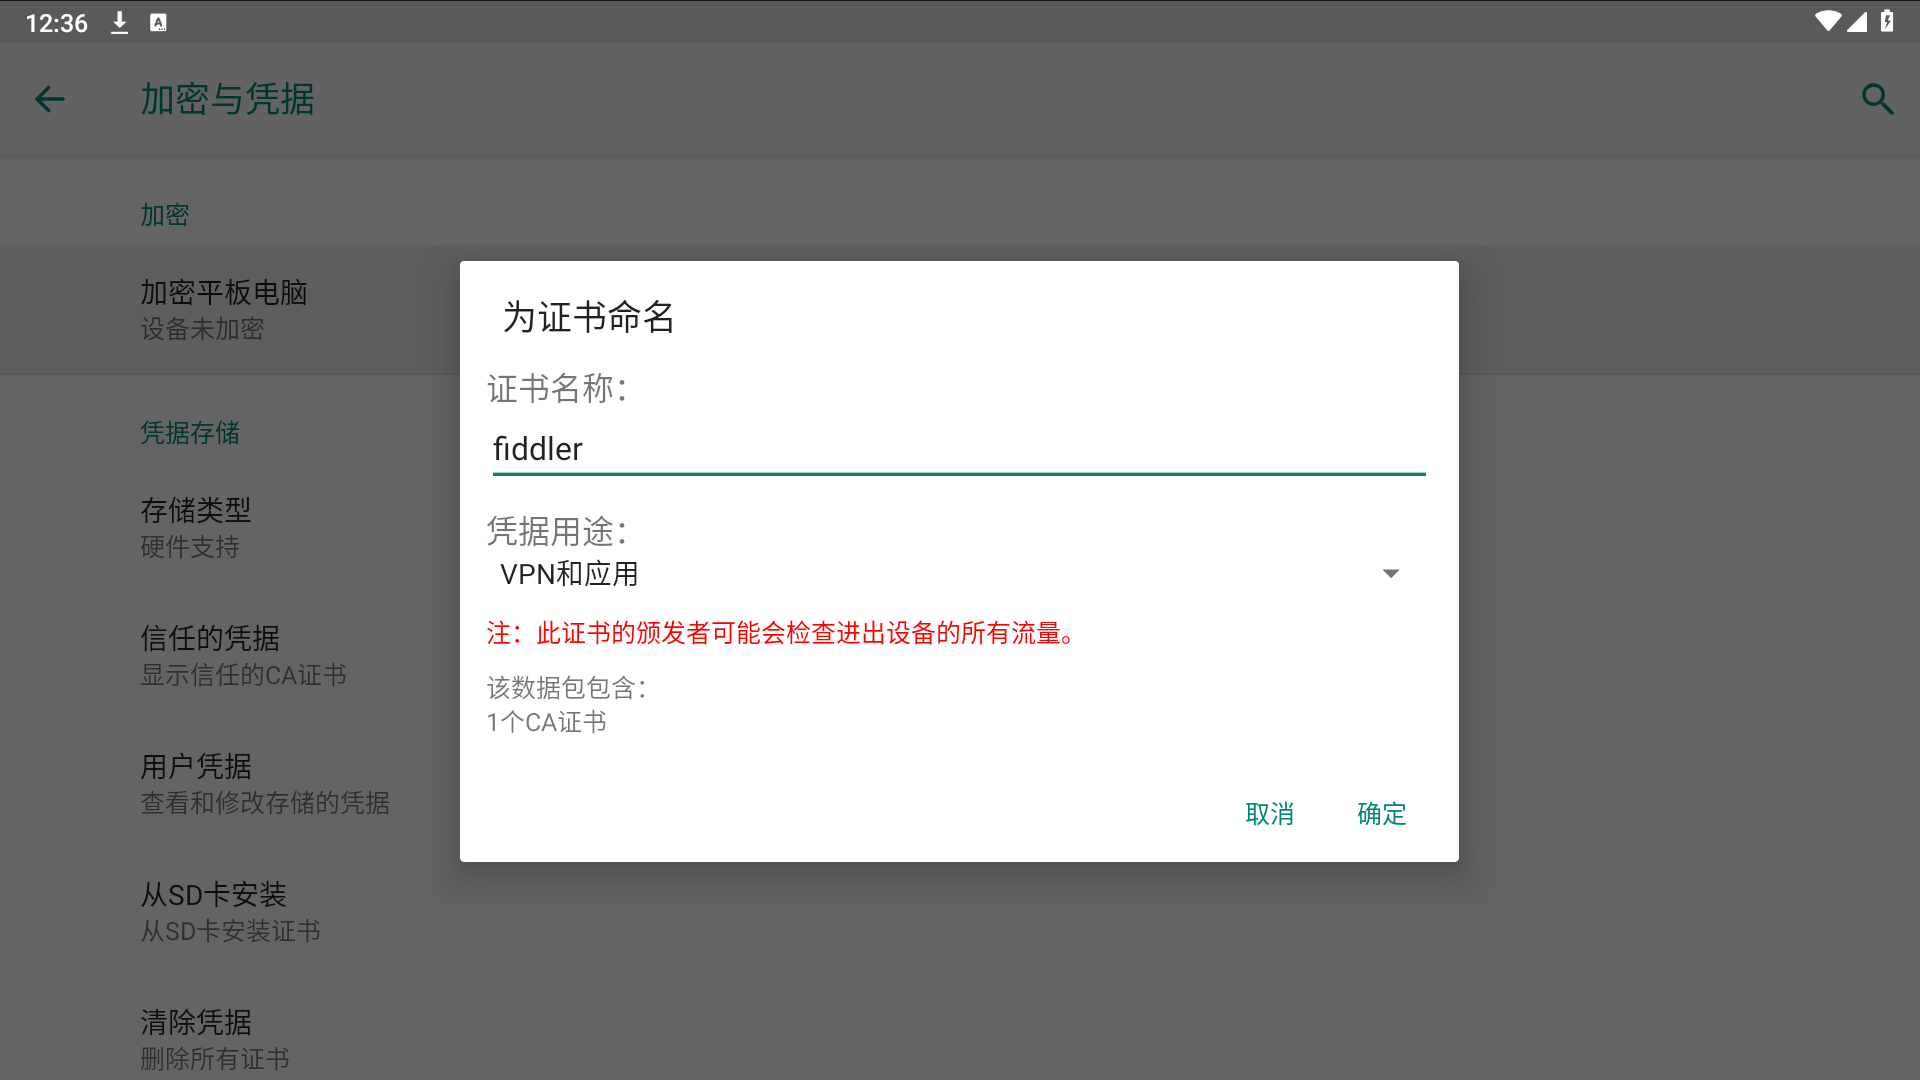 12:36
加密与凭据
加密
加密平板电脑
设备未加密
凭据存储
存储类型
硬件支持
信任的凭据
显示信任的CA证书
用户凭据
查看和修改存储的凭据
从SD卡安装
从SD卡安装证书
清除凭据
删除所有证书
为证书命名
证书名称：
fiddler
凭据用途：
VPN和应用
注：此证书的颁发者可能会检查进出设备的所有流量。
该数据包包含：
1个CA证书
取消 确定